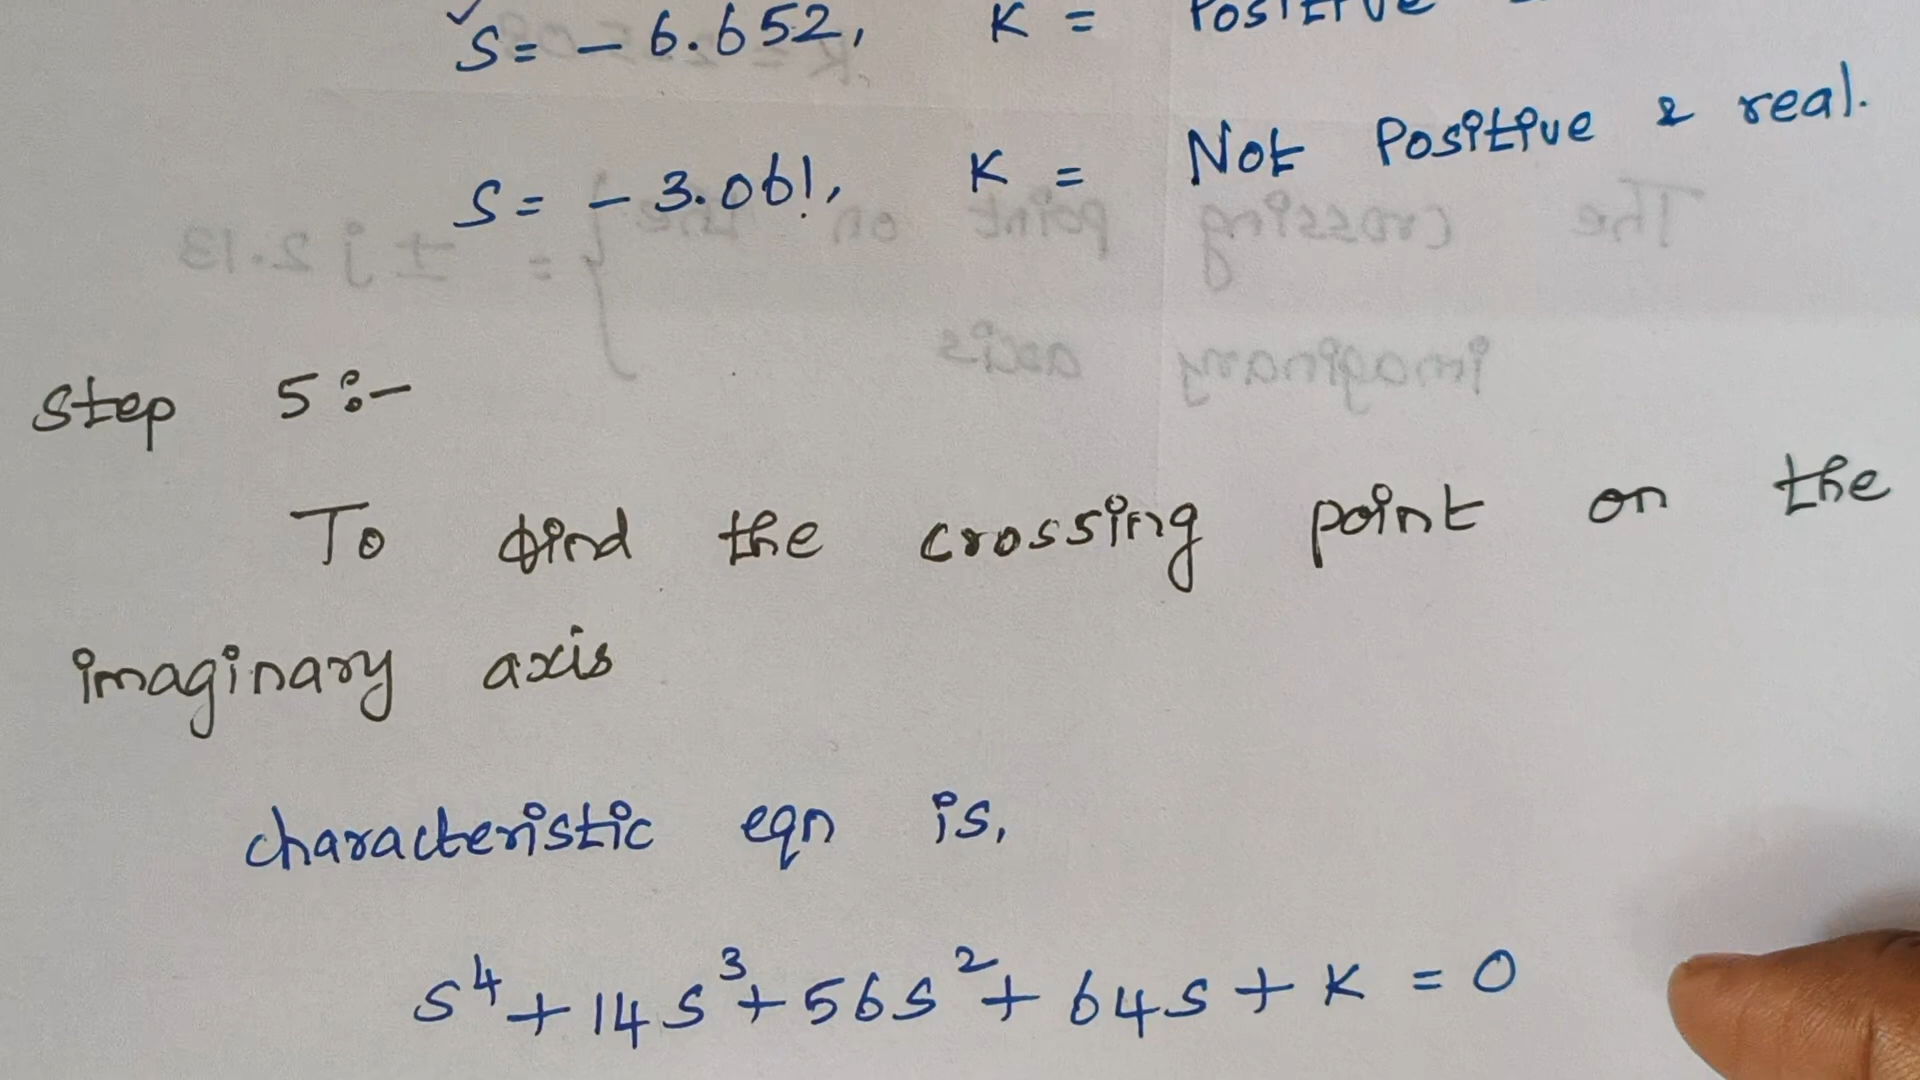 S = - 6.652, K = Positive
S = - 3.061, K = Not Positive & real.
Step 5:-
To find the crossing point on the
imaginary axis
characteristic eqn is,
S⁴ + 14S³ + 56S² + 64S + K = 0